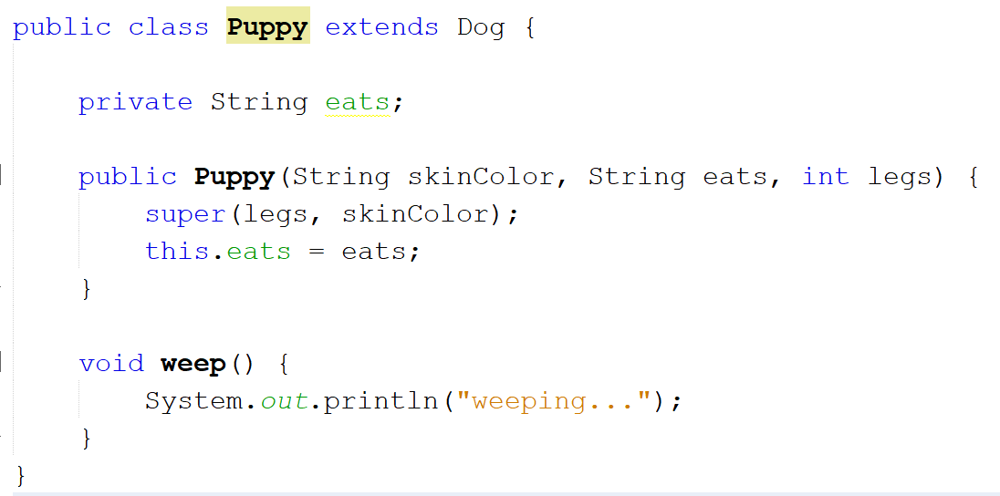 public class Puppy extends Dog {
private String eats;
public Puppy(String skinColor, String eats, int legs) {
super(legs, skinColor);
this.eats = eats;
}
void weep() {
System.out.println("weeping...");
}
}